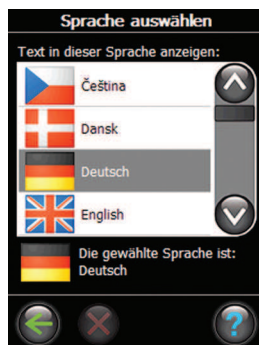 Sprache auswählen
Text in dieser Sprache anzeigen:
Čeština
Dansk
Deutsch
English
Die gewählte Sprache ist:
Deutsch
?